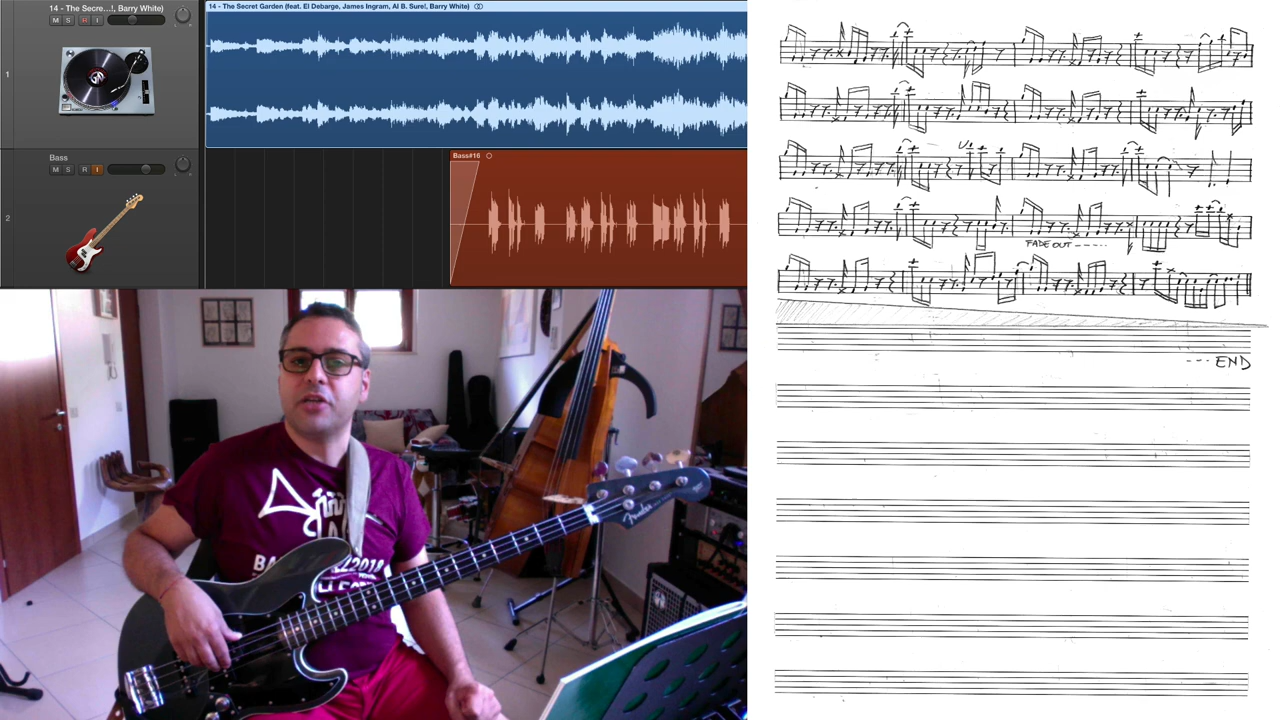 14 - The Secre...!, Barry White)
M S R I
1
14 - The Secret Garden (feat. El Debarge, James Ingram, Al B. Sure!, Barry White)
Bass
M S R I
2
Bass#16
FADE OUT ----
--- END
Fender